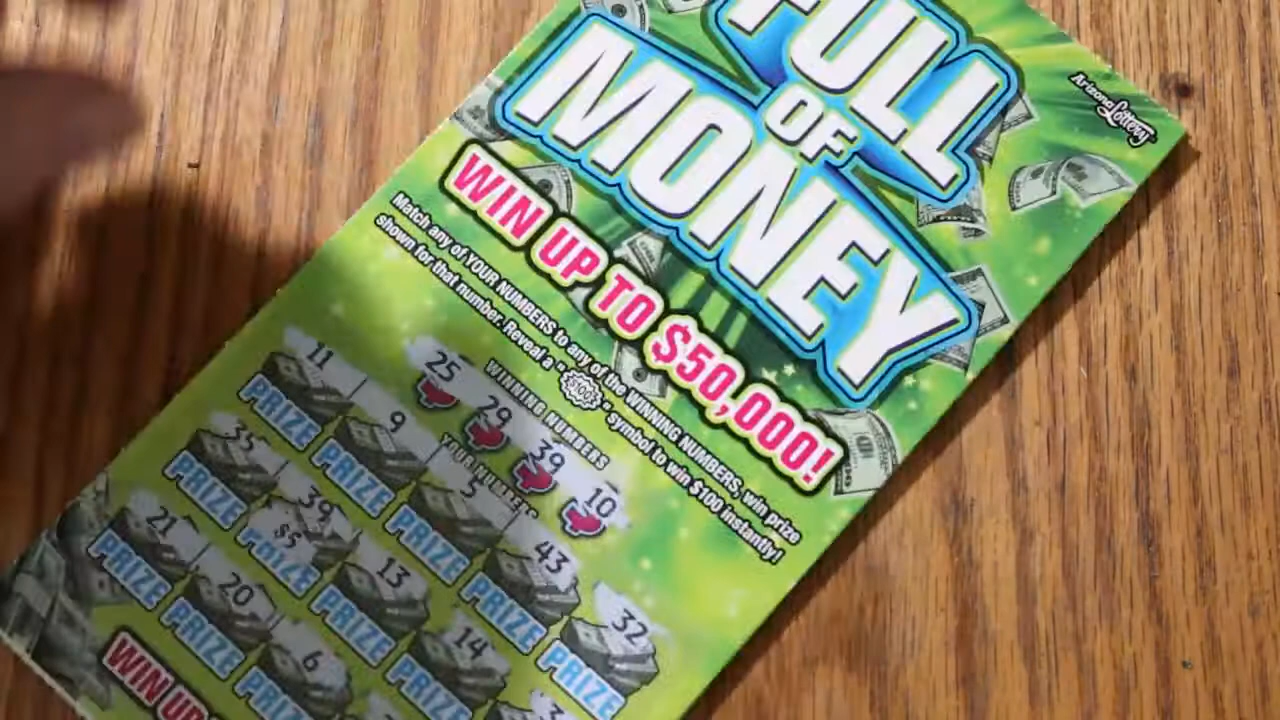 FULL
OF
MONEY
Arizona Lottery
WIN UP TO $50,000!
Match any of YOUR NUMBERS to any of the WINNING NUMBERS, win prize
shown for that number. Reveal a "$100" symbol to win $100 instantly!
WINNING NUMBERS
25 29 39 10
YOUR NUMBERS
11 9 5 43 32
PRIZE PRIZE PRIZE PRIZE PRIZE
35 39 13 14
PRIZE $5 PRIZE PRIZE PRIZE
21 20 6
PRIZE PRIZE PRIZE
WIN UP